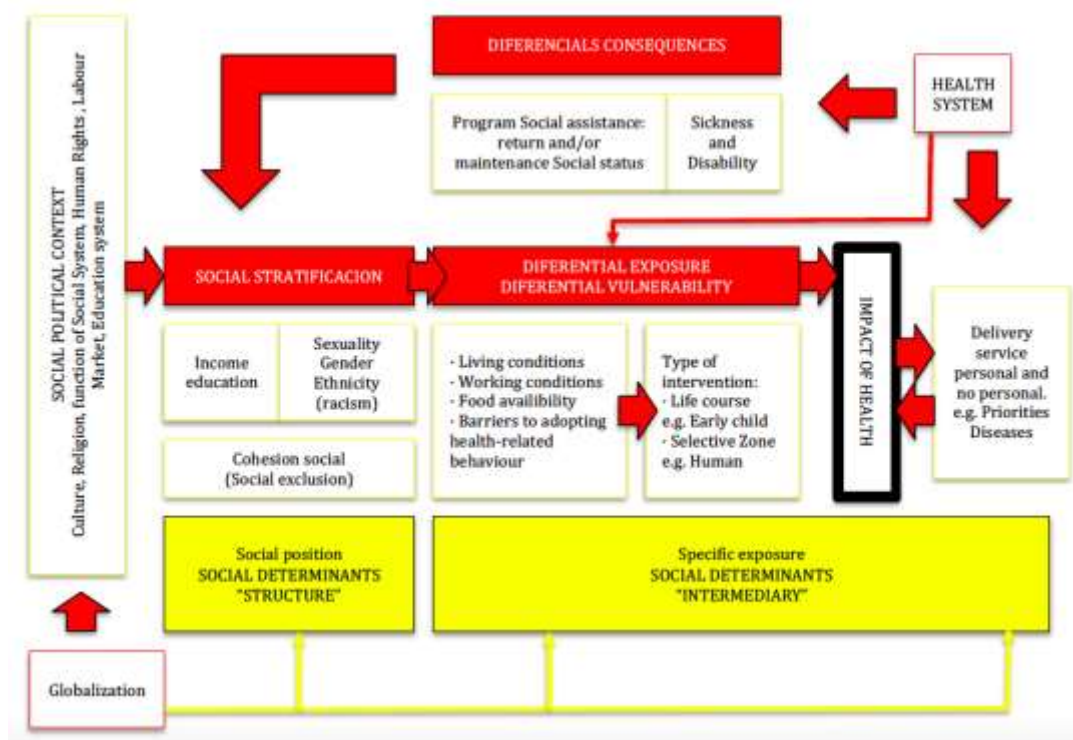 SOCIAL POLITICAL CONTEXT
Culture, Religion, function of Social System, Human Rights , Labour
Market, Education system
DIFERENCIALS CONSEQUENCES
Program Social assistance:
return and/or
maintenance Social status
Sickness
and
Disability
HEALTH
SYSTEM
SOCIAL STRATIFICACION
DIFERENTIAL EXPOSURE
DIFERENTIAL VULNERABILITY
IMPACT OF HEALTH
Income
education
Sexuality
Gender
Ethnicity
(racism)
Cohesion social
(Social exclusion)
· Living conditions
· Working conditions
· Food availibility
· Barriers to adopting
health-related
behaviour
Type of
intervention:
· Life course
e.g. Early child
· Selective Zone
e.g. Human
Delivery
service
personal and
no personal.
e.g. Priorities
Diseases
Social position
SOCIAL DETERMINANTS
"STRUCTURE"
Specific exposure
SOCIAL DETERMINANTS
"INTERMEDIARY"
Globalization